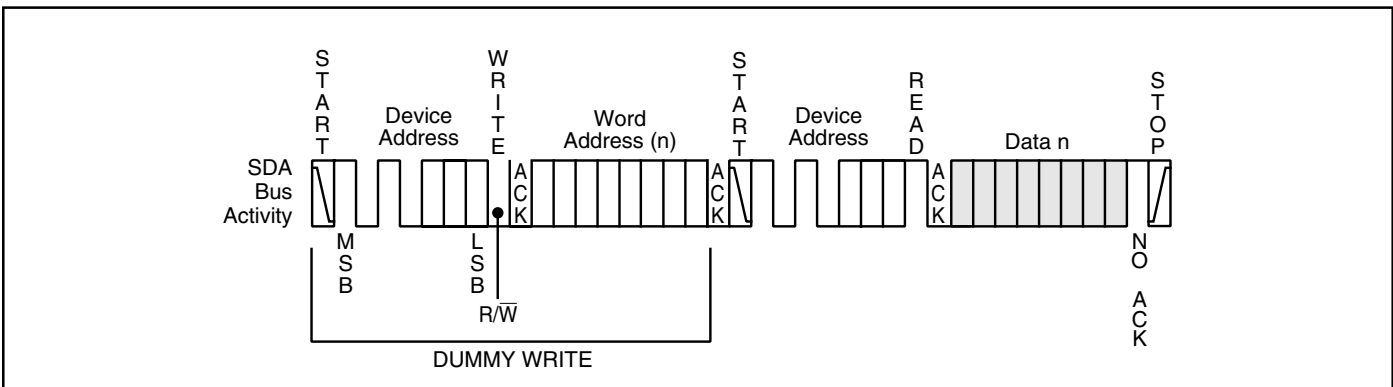 START
WRITE
START
READ
STOP
Device
Address
Word
Address (n)
Device
Address
Data n
SDA
Bus
Activity
ACK
ACK
ACK
MSB
LSB
R/W̅
NO ACK
DUMMY WRITE